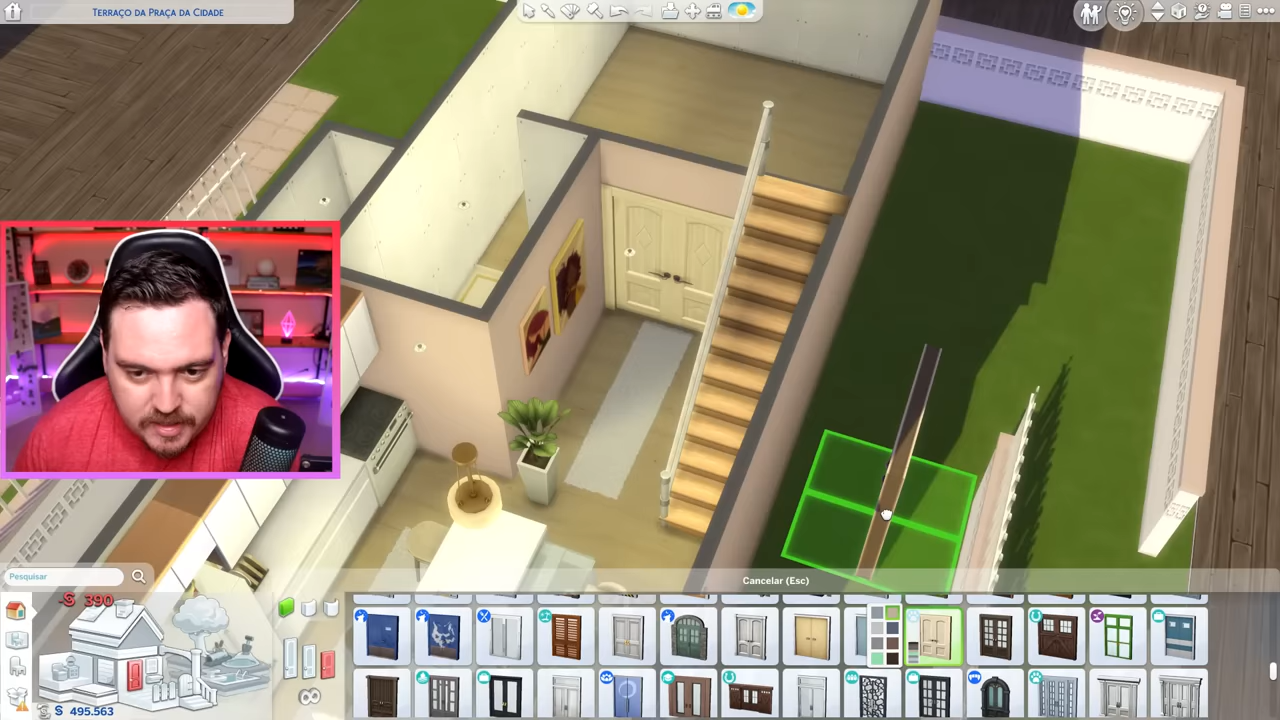 TERRAÇO DA PRAÇA DA CIDADE
Cancelar (Esc)
Pesquisar
-S 390
S 495.563